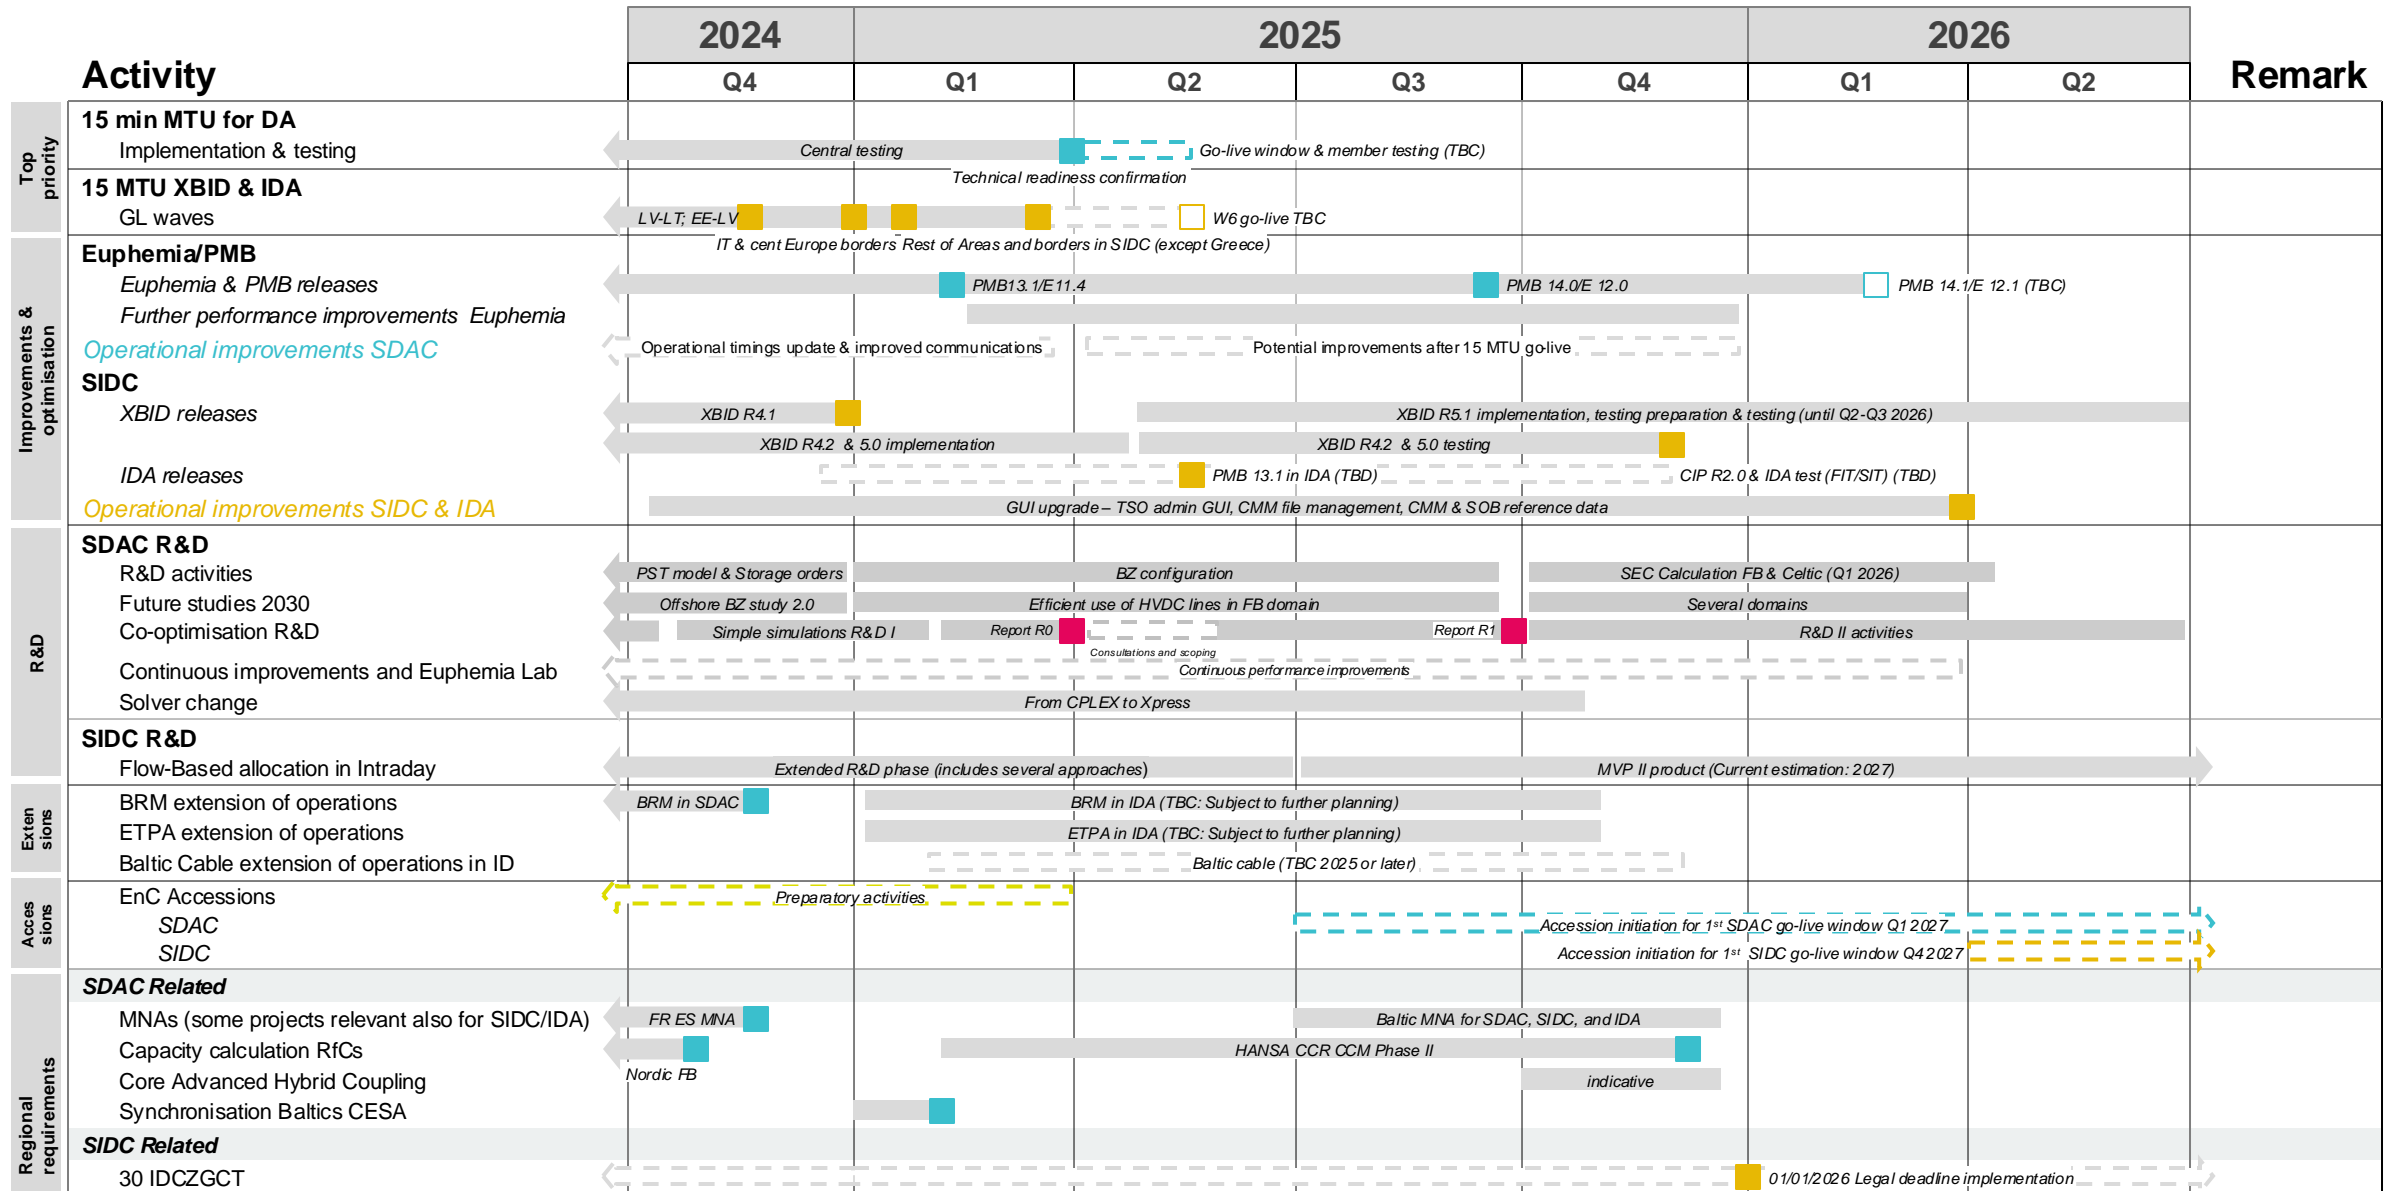 2024 2025 2026
Activity Q4 Q1 Q2 Q3 Q4 Q1 Q2 Remark
Top priority
15 min MTU for DA
Implementation & testing Central testing Go-live window & member testing (TBC)
Technical readiness confirmation
15 MTU XBID & IDA
GL waves LV-LT; EE-LV W6 go-live TBC
IT & cent Europe borders Rest of Areas and borders in SIDC (except Greece)
Improvements & optimisation
Euphemia/PMB
Euphemia & PMB releases PMB13.1/E11.4 PMB 14.0/E 12.0 PMB 14.1/E 12.1 (TBC)
Further performance improvements Euphemia
Operational improvements SDAC Operational timings update & improved communications Potential improvements after 15 MTU go-live
SIDC
XBID releases XBID R4.1 XBID R5.1 implementation, testing preparation & testing (until Q2-Q3 2026)
XBID R4.2 & 5.0 implementation XBID R4.2 & 5.0 testing
IDA releases PMB 13.1 in IDA (TBD) CIP R2.0 & IDA test (FIT/SIT) (TBD)
Operational improvements SIDC & IDA GUI upgrade – TSO admin GUI, CMM file management, CMM & SOB reference data
R&D
SDAC R&D
R&D activities PST model & Storage orders BZ configuration SEC Calculation FB & Celtic (Q1 2026)
Future studies 2030 Offshore BZ study 2.0 Efficient use of HVDC lines in FB domain Several domains
Co-optimisation R&D Simple simulations R&D I Report R0 Report R1 R&D II activities
Consultations and scoping
Continuous improvements and Euphemia Lab Continuous performance improvements
Solver change From CPLEX to Xpress
SIDC R&D
Flow-Based allocation in Intraday Extended R&D phase (includes several approaches) MVP II product (Current estimation: 2027)
Exten sions
BRM extension of operations BRM in SDAC BRM in IDA (TBC: Subject to further planning)
ETPA extension of operations ETPA in IDA (TBC: Subject to further planning)
Baltic Cable extension of operations in ID Baltic cable (TBC 2025 or later)
Acces sions
EnC Accessions Preparatory activities
SDAC Accession initiation for 1st SDAC go-live window Q1 2027
SIDC Accession initiation for 1st SIDC go-live window Q4 2027
Regional requirements
SDAC Related
MNAs (some projects relevant also for SIDC/IDA) FR ES MNA Baltic MNA for SDAC, SIDC, and IDA
Capacity calculation RfCs HANSA CCR CCM Phase II
Nordic FB
Core Advanced Hybrid Coupling indicative
Synchronisation Baltics CESA
SIDC Related
30 IDCZGCT 01/01/2026 Legal deadline implementation